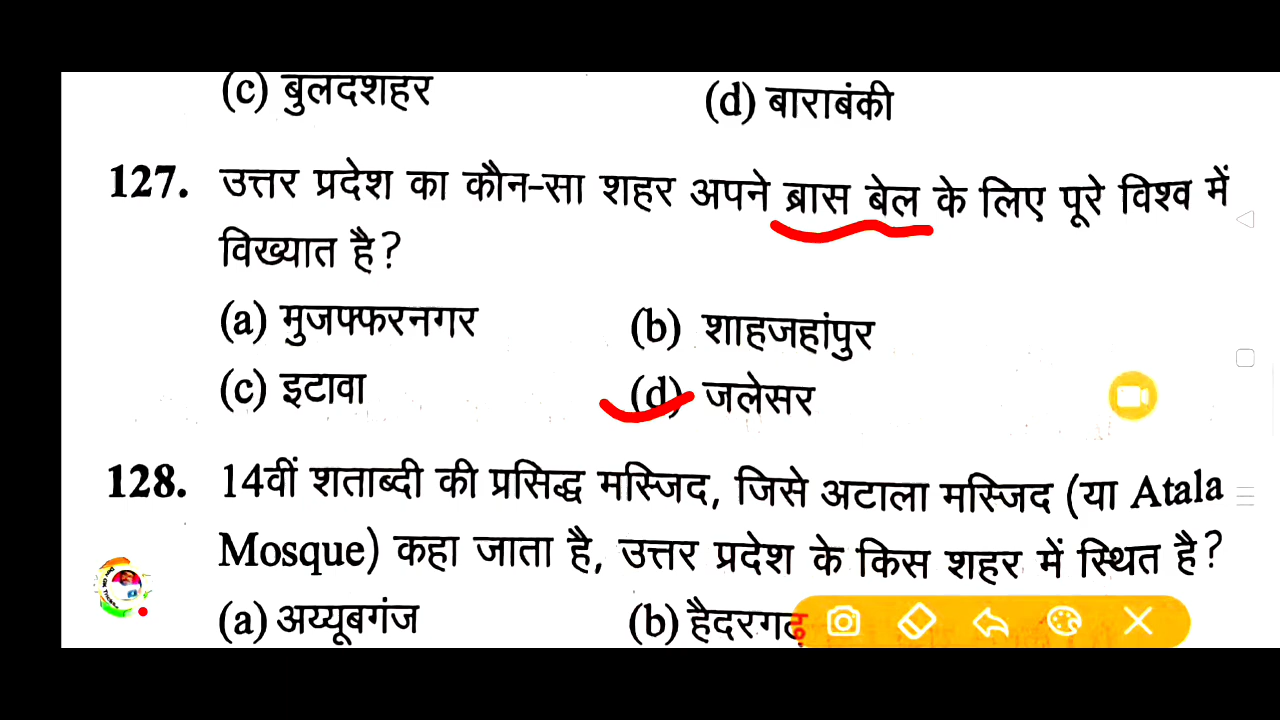 (c) बुलदशहर (d) बाराबंकी
127. उत्तर प्रदेश का कौन-सा शहर अपने ब्रास बेल के लिए पूरे विश्व में
विख्यात है?
(a) मुजफ्फरनगर (b) शाहजहांपुर
(c) इटावा (d) जलेसर
128. 14वीं शताब्दी की प्रसिद्ध मस्जिद, जिसे अटाला मस्जिद (या Atala
Mosque) कहा जाता है, उत्तर प्रदेश के किस शहर में स्थित है?
(a) अय्यूबगंज (b) हैदरगढ़